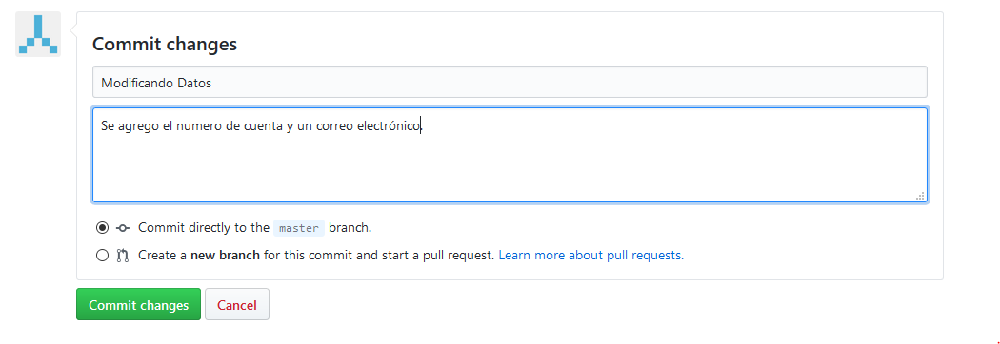 Commit changes
Modificando Datos
Se agrego el numero de cuenta y un correo electrónico.
Commit directly to the master branch.
Create a new branch for this commit and start a pull request. Learn more about pull requests.
Commit changes Cancel